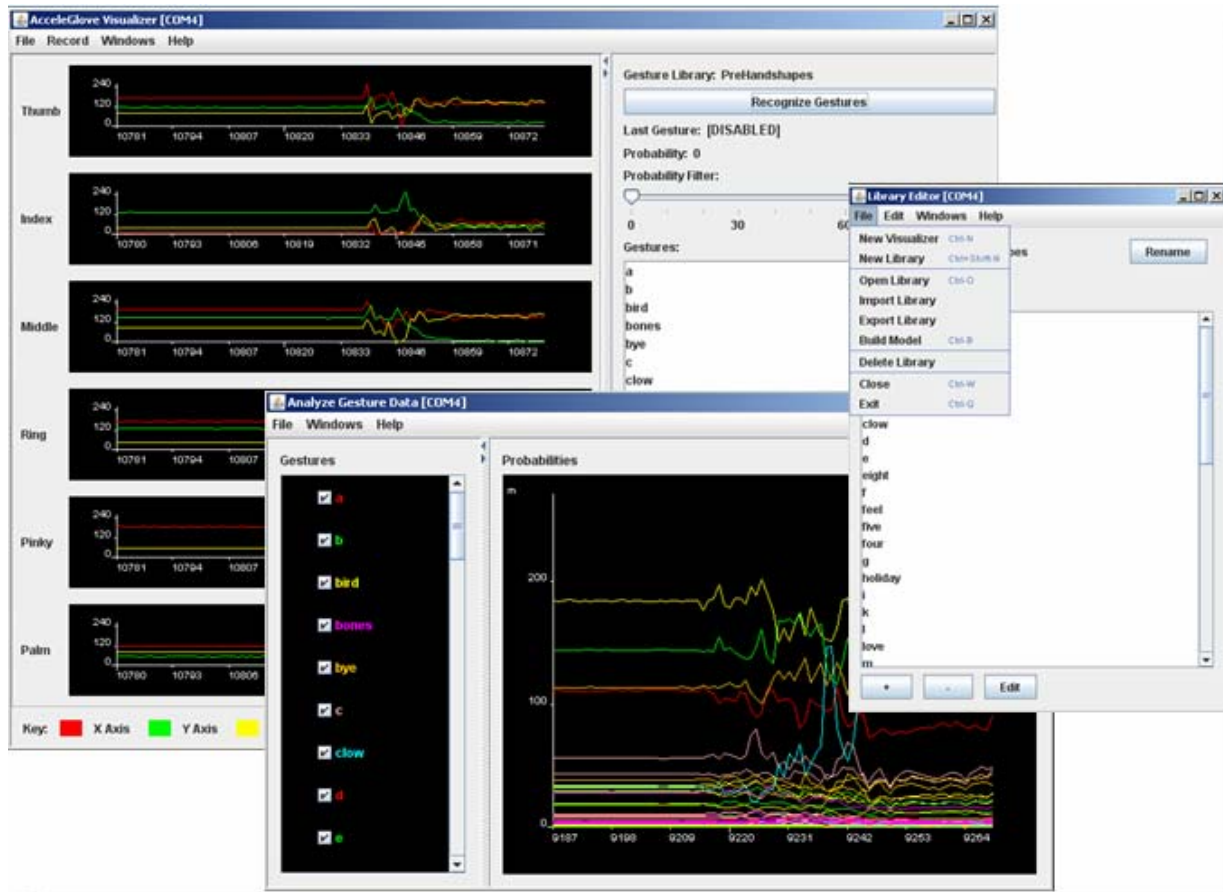 AcceleGlove Visualizer [COM4]
File Record Windows Help
Thumb
240
120
0
10781 10794 10807 10820 10833 10846 10859 10872
Index
240
120
0
10780 10793 10806 10819 10832 10845 10858 10871
Middle
240
120
0
10781 10794 10807 10820 10833 10846 10859 10872
Ring
240
120
0
10781 10794 10807
Pinky
240
120
0
10781 10794 10807
Palm
240
120
0
10780 10793 10806
Key: X Axis Y Axis
Gesture Library: PreHandshapes
Recognize Gestures
Last Gesture: [DISABLED]
Probability: 0
Probability Filter:
0 30
Gestures:
a
b
bird
bones
bye
c
clow
Analyze Gesture Data [COM4]
File Windows Help
Gestures
a
b
bird
bones
bye
c
clow
d
e
Probabilities
m
200
100
0
9187 9198 9209 9220 9231 9242 9253 9264
Library Editor [COM4]
File Edit Windows Help
New Visualizer Ctrl-N
New Library Ctrl+Shift-N
Open Library Ctrl-O
Import Library
Export Library
Build Model Ctrl-B
Delete Library
Close Ctrl-W
Exit Ctrl-Q
pes
Rename
clow
d
e
eight
f
feel
five
four
g
holiday
i
k
l
love
m
+ - Edit